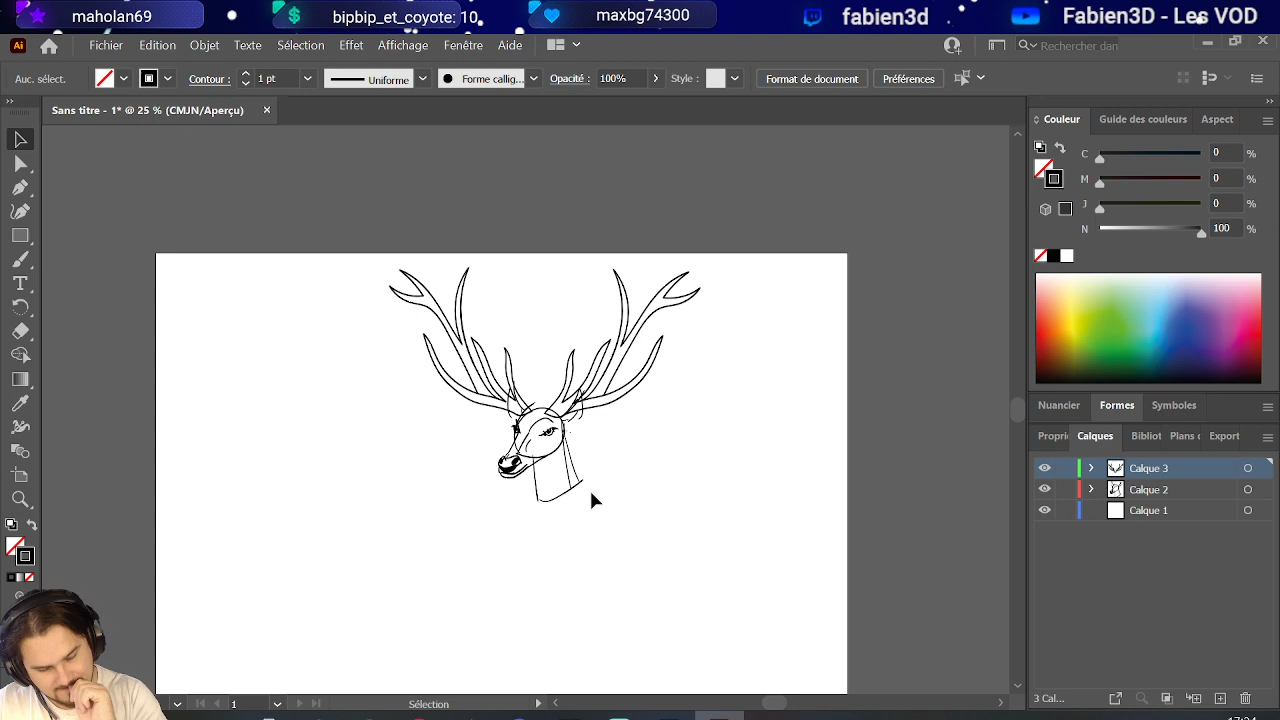 maholan69
bipbip_et_coyote: 10
maxbg74300
fabien3d
Fabien3D - Les VOD
Ai
Fichier
Edition
Objet
Texte
Sélection
Effet
Affichage
Fenêtre
Aide
Rechercher dan
Auc. sélect.
Contour :
1 pt
Uniforme
Forme callig...
Opacité :
100%
Style :
Format de document
Préférences
Sans titre - 1* @ 25 % (CMJN/Aperçu)
Couleur
Guide des couleurs
Aspect
C
0
%
M
0
%
J
0
%
N
100
%
Nuancier
Formes
Symboles
Propri
Calques
Bibliot
Plans d
Export
Calque 3
Calque 2
Calque 1
1
Sélection
3 Cal...